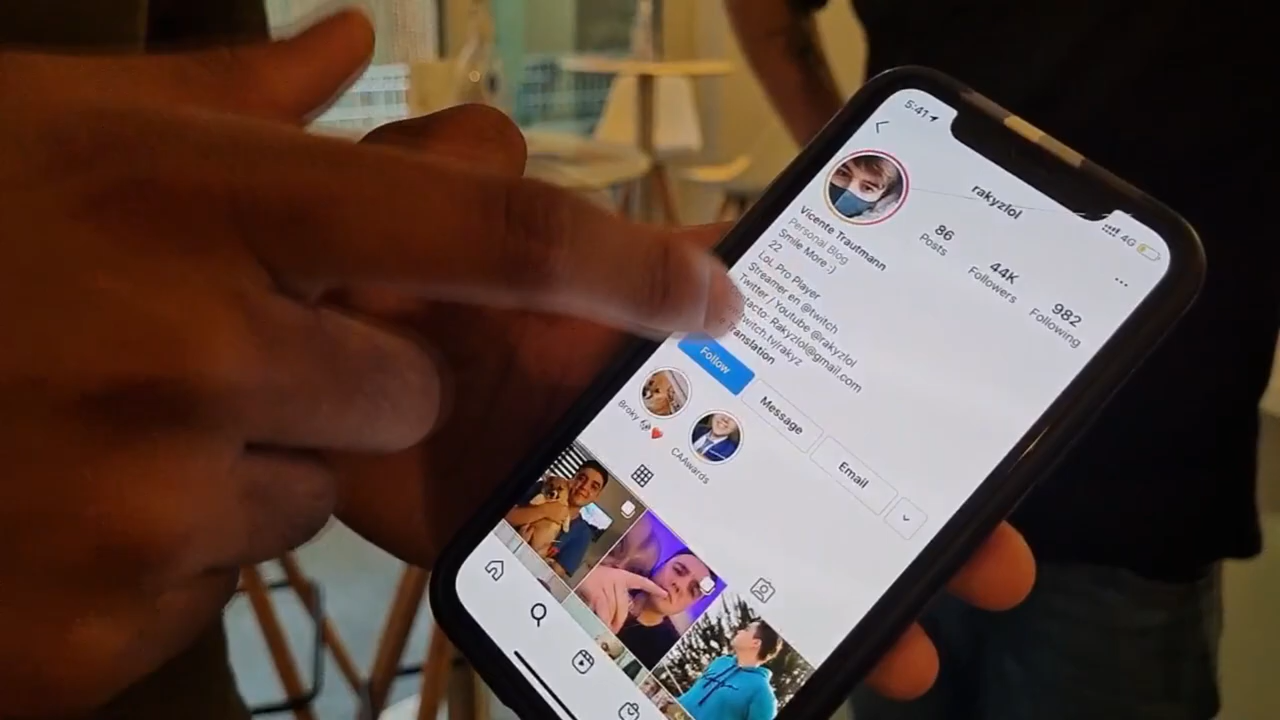 5:41
4G
rakyzlol
86
Posts
44K
Followers
982
Following
Vicente Trautmann
Personal Blog
Smile More :)
22
LoL Pro Player
Streamer en @twitch
Twitter / Youtube @rakyzlol
Rakyzlol@gmail.com
twitch.tv/rakyz
Translation
Follow
Message
Email
Broky
CAAwards